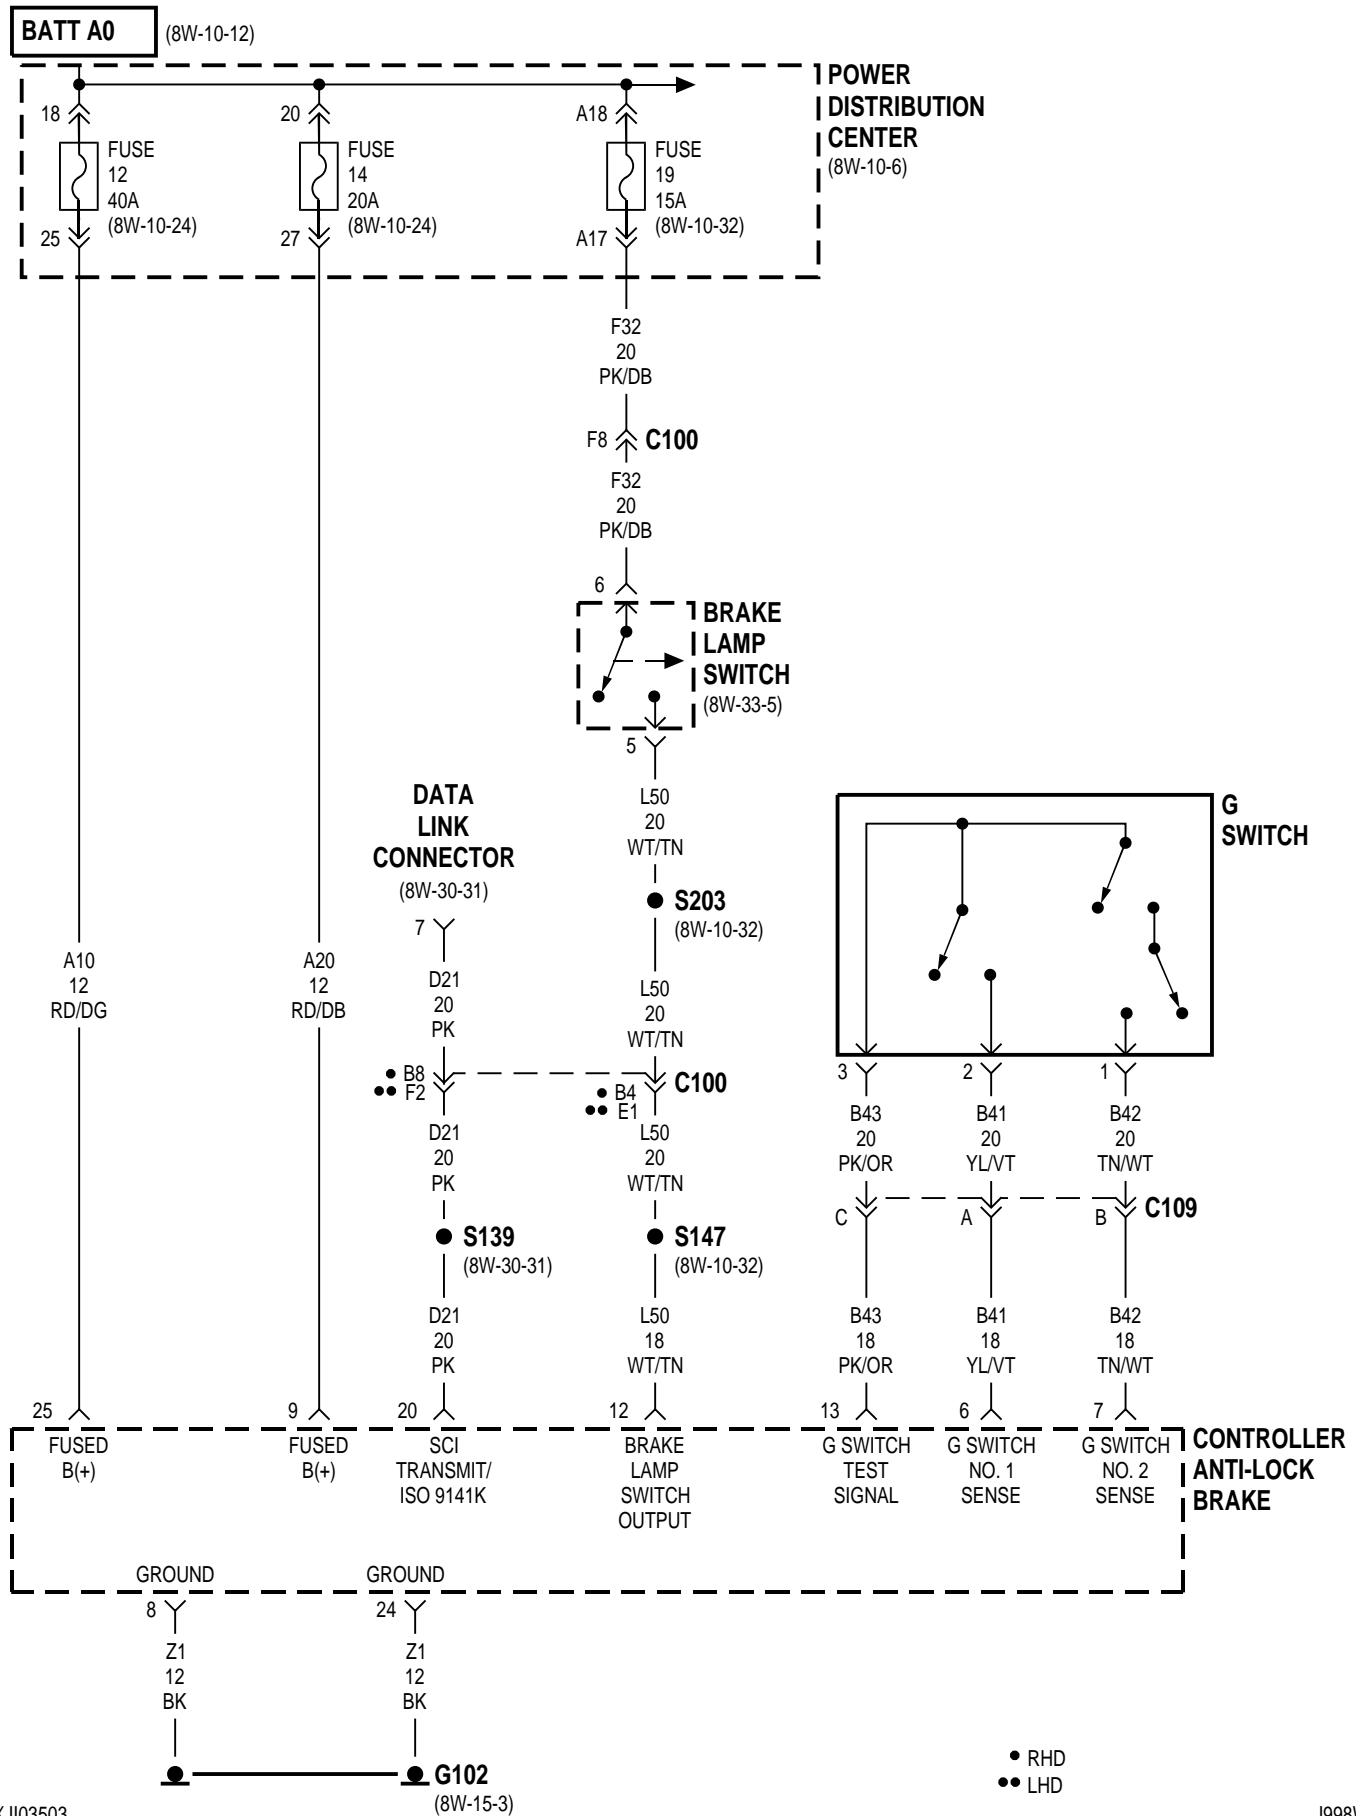 BATT A0 (8W-10-12)
POWER
DISTRIBUTION
CENTER
(8W-10-6)
18
FUSE
12
40A
(8W-10-24)
25
20
FUSE
14
20A
(8W-10-24)
27
A18
FUSE
19
15A
(8W-10-32)
A17
F32
20
PK/DB
F8 C100
F32
20
PK/DB
6
BRAKE
LAMP
SWITCH
(8W-33-5)
5
L50
20
WT/TN
S203
(8W-10-32)
L50
20
WT/TN
DATA
LINK
CONNECTOR
(8W-30-31)
7
D21
20
PK
A10
12
RD/DG
A20
12
RD/DB
G
SWITCH
• B8
•• F2
• B4
•• E1
C100
D21
20
PK
S139
(8W-30-31)
D21
20
PK
L50
20
WT/TN
S147
(8W-10-32)
L50
18
WT/TN
3
B43
20
PK/OR
C
B43
18
PK/OR
2
B41
20
YL/VT
A
B41
18
YL/VT
1
B42
20
TN/WT
B C109
B42
18
TN/WT
25
FUSED
B(+)
9
FUSED
B(+)
20
SCI
TRANSMIT/
ISO 9141K
12
BRAKE
LAMP
SWITCH
OUTPUT
13
G SWITCH
TEST
SIGNAL
6
G SWITCH
NO. 1
SENSE
7
G SWITCH
NO. 2
SENSE
CONTROLLER
ANTI-LOCK
BRAKE
GROUND
8
Z1
12
BK
GROUND
24
Z1
12
BK
G102
(8W-15-3)
• RHD
•• LHD